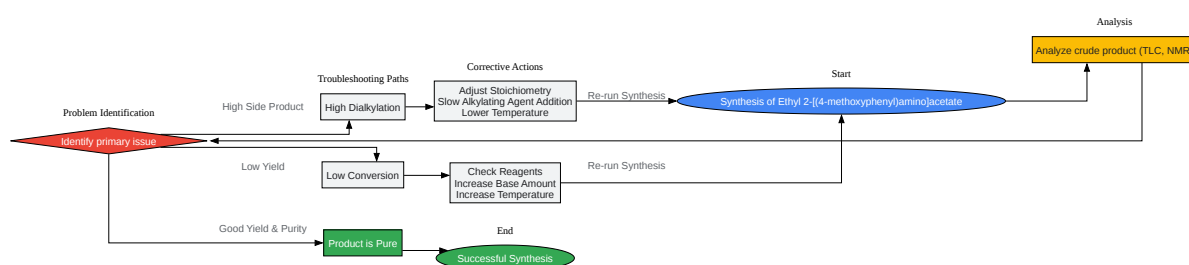 Analysis
Analyze crude product (TLC, NMR
Start
Synthesis of Ethyl 2-[(4-methoxyphenyl)amino]acetate
Corrective Actions
Adjust Stoichiometry
Slow Alkylating Agent Addition
Lower Temperature
Re-run Synthesis
Troubleshooting Paths
High Dialkylation
High Side Product
Problem Identification
Identify primary issue
Low Yield
Low Conversion
Check Reagents
Increase Base Amount
Increase Temperature
Re-run Synthesis
Good Yield & Purity
Product is Pure
End
Successful Synthesis